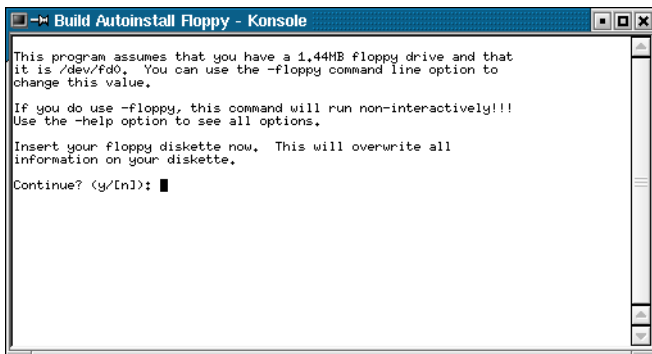 Build Autoinstall Floppy - Konsole
This program assumes that you have a 1.44MB floppy drive and that
it is /dev/fd0.  You can use the -floppy command line option to
change this value.
If you do use -floppy, this command will run non-interactively!!!
Use the -help option to see all options.
Insert your floppy diskette now.  This will overwrite all
information on your diskette.
Continue? (y/[n]):